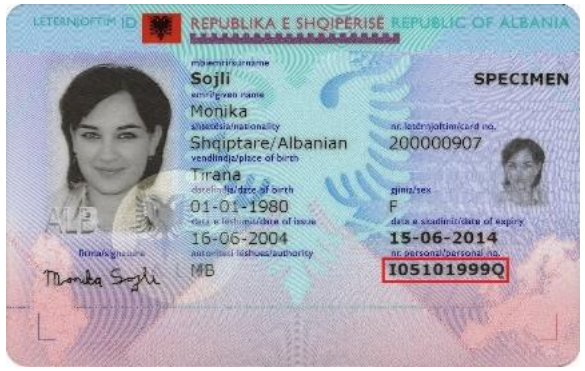 LETËRNJOFTIM ID REPUBLIKA E SHQIPËRISË REPUBLIC OF ALBANIA
mbiemri/surname
Sojli SPECIMEN
emri/given name
Monika
shtetësia/nationality nr. letërnjoftimi/card no.
Shqiptare/Albanian 200000907
vendlindja/place of birth
Tirana
datelindja/date of birth gjinia/sex
01-01-1980 F
data e lëshimit/date of issue data e skadimit/date of expiry
16-06-2004 15-06-2014
firma/signature autoriteti lëshues/authority nr. personal/personal no.
Monika Sojli MB I05101999Q
ALB